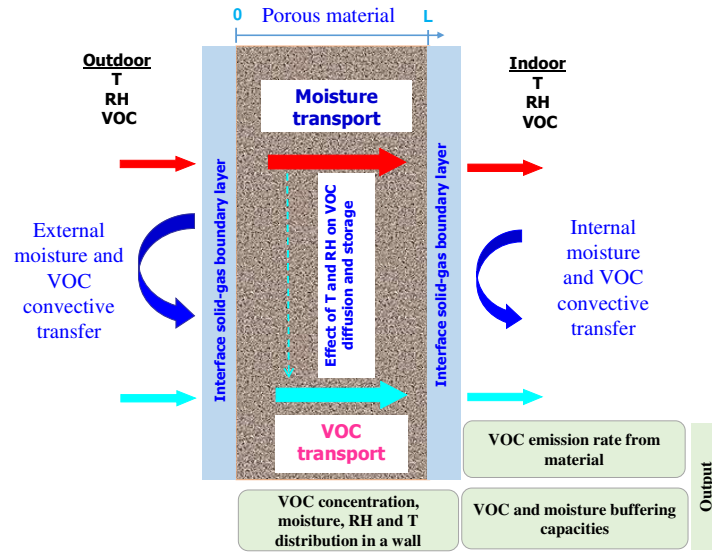 0
Porous material
L
Outdoor
T
RH
VOC
Indoor
T
RH
VOC
Moisture
transport
Interface solid-gas boundary layer
Effect of T and RH on VOC
diffusion and storage
Interface solid-gas boundary layer
External
moisture and
VOC
convective
transfer
Internal
moisture
and VOC
convective
transfer
VOC
transport
VOC emission rate from
material
VOC concentration,
moisture, RH and T
distribution in a wall
VOC and moisture buffering
capacities
Output